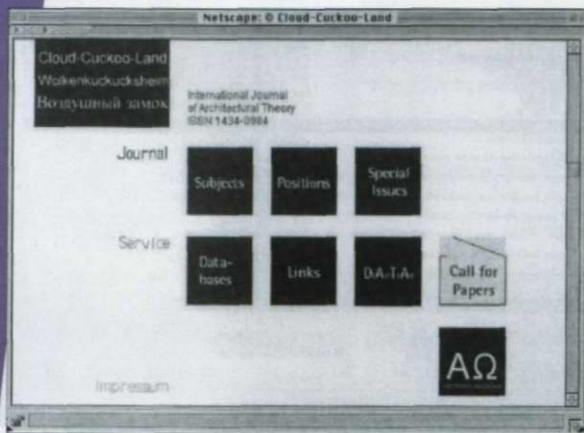 Netscape: © Cloud-Cuckoo-Land
Cloud-Cuckoo-Land
Wolkenkuckucksheim
Воздушный замок
International Journal
of Architectural Theory
ISSN 1434-0984
Journal
Subjects
Positions
Special
Issues
Service
Data-
bases
Links
Call for
Papers
ΑΩ
Impressum